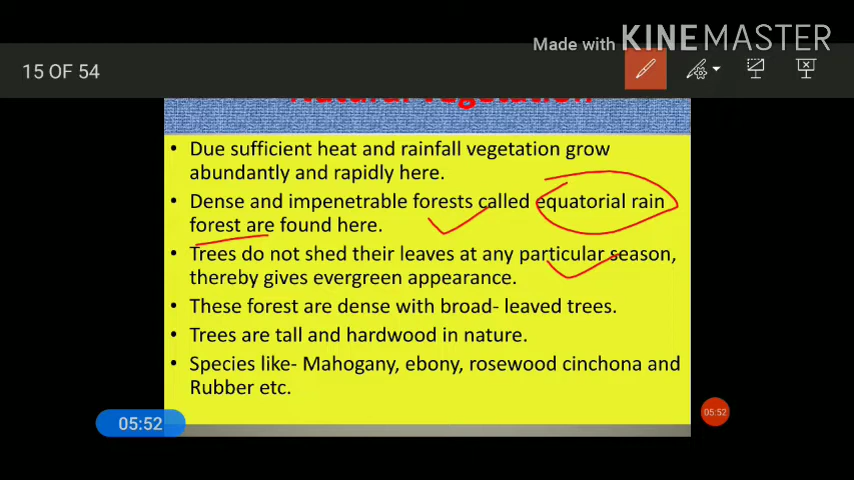 Made with KINEMASTER
15 OF 54
Natural vegetation
• Due sufficient heat and rainfall vegetation grow
abundantly and rapidly here.
• Dense and impenetrable forests called equatorial rain
forest are found here.
• Trees do not shed their leaves at any particular season,
thereby gives evergreen appearance.
• These forest are dense with broad- leaved trees.
• Trees are tall and hardwood in nature.
• Species like- Mahogany, ebony, rosewood cinchona and
Rubber etc.
05:52
05:52